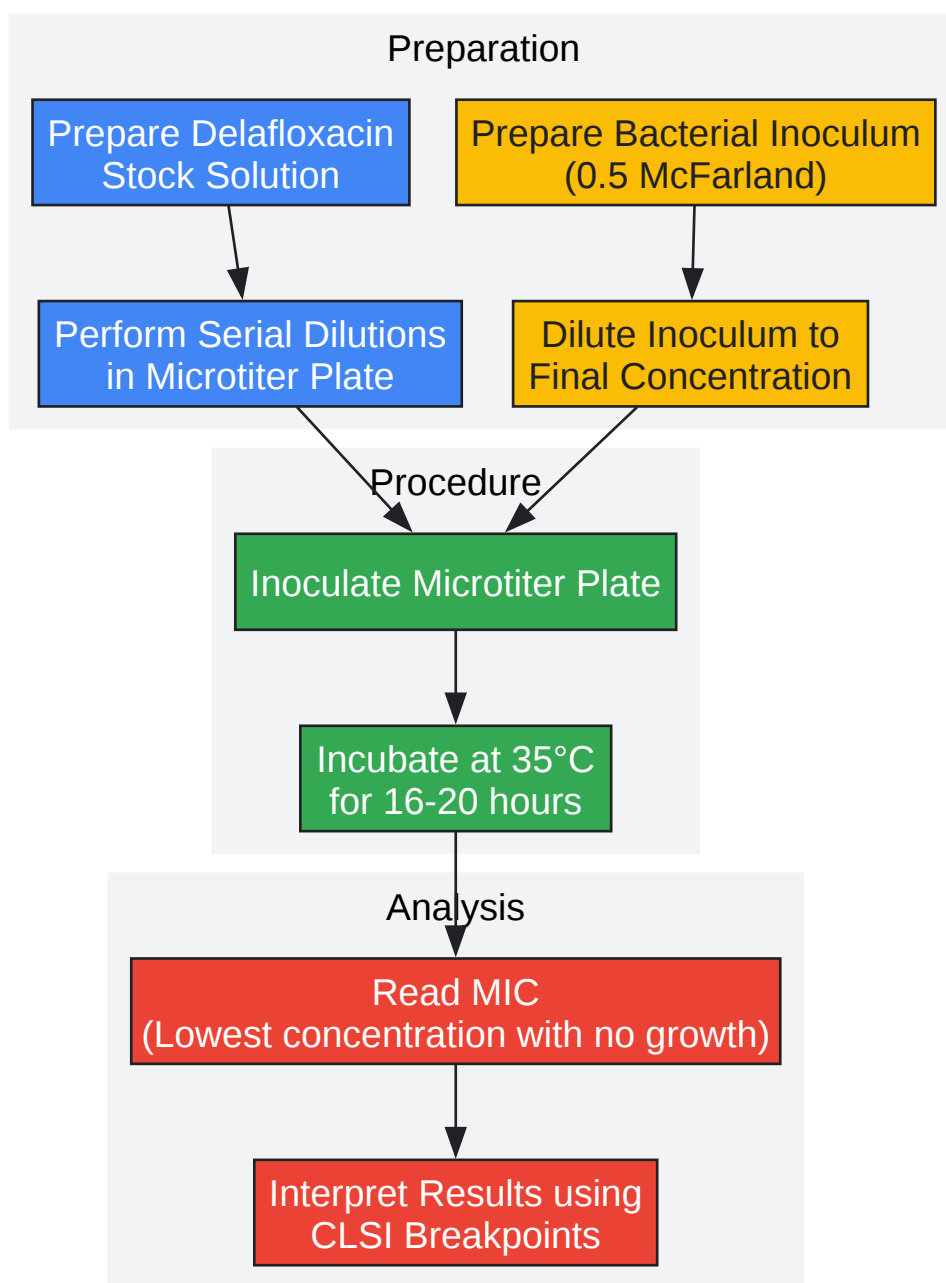 Preparation
Prepare Delafloxacin
Stock Solution
Prepare Bacterial Inoculum
(0.5 McFarland)
Perform Serial Dilutions
in Microtiter Plate
Dilute Inoculum to
Final Concentration
Procedure
Inoculate Microtiter Plate
Incubate at 35°C
for 16-20 hours
Analysis
Read MIC
(Lowest concentration with no growth)
Interpret Results using
CLSI Breakpoints